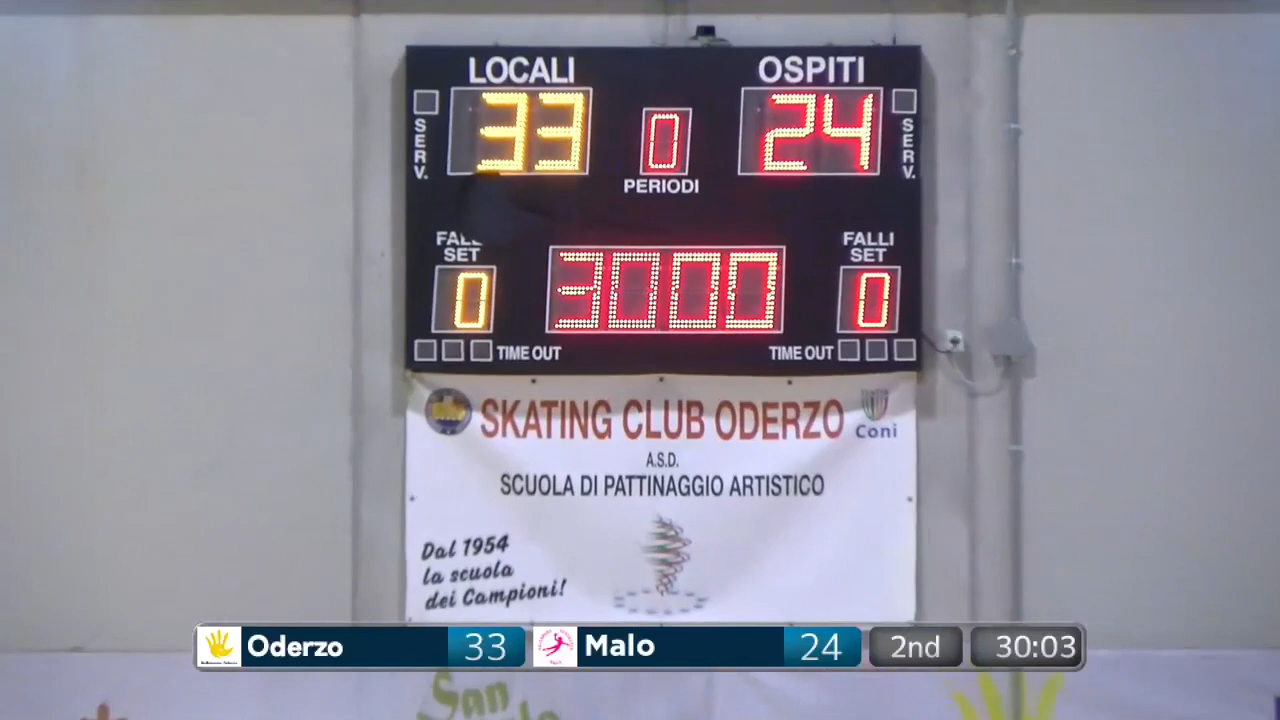 LOCALI
OSPITI
33
0
24
SERV.
SERV.
PERIODI
FALLI
SET
FALLI
SET
0
3000
0
TIME OUT
TIME OUT
SKATING CLUB ODERZO
Coni
A.S.D.
SCUOLA DI PATTINAGGIO ARTISTICO
Dal 1954
la scuola
dei Campioni!
Oderzo 33 Malo 24 2nd 30:03
San